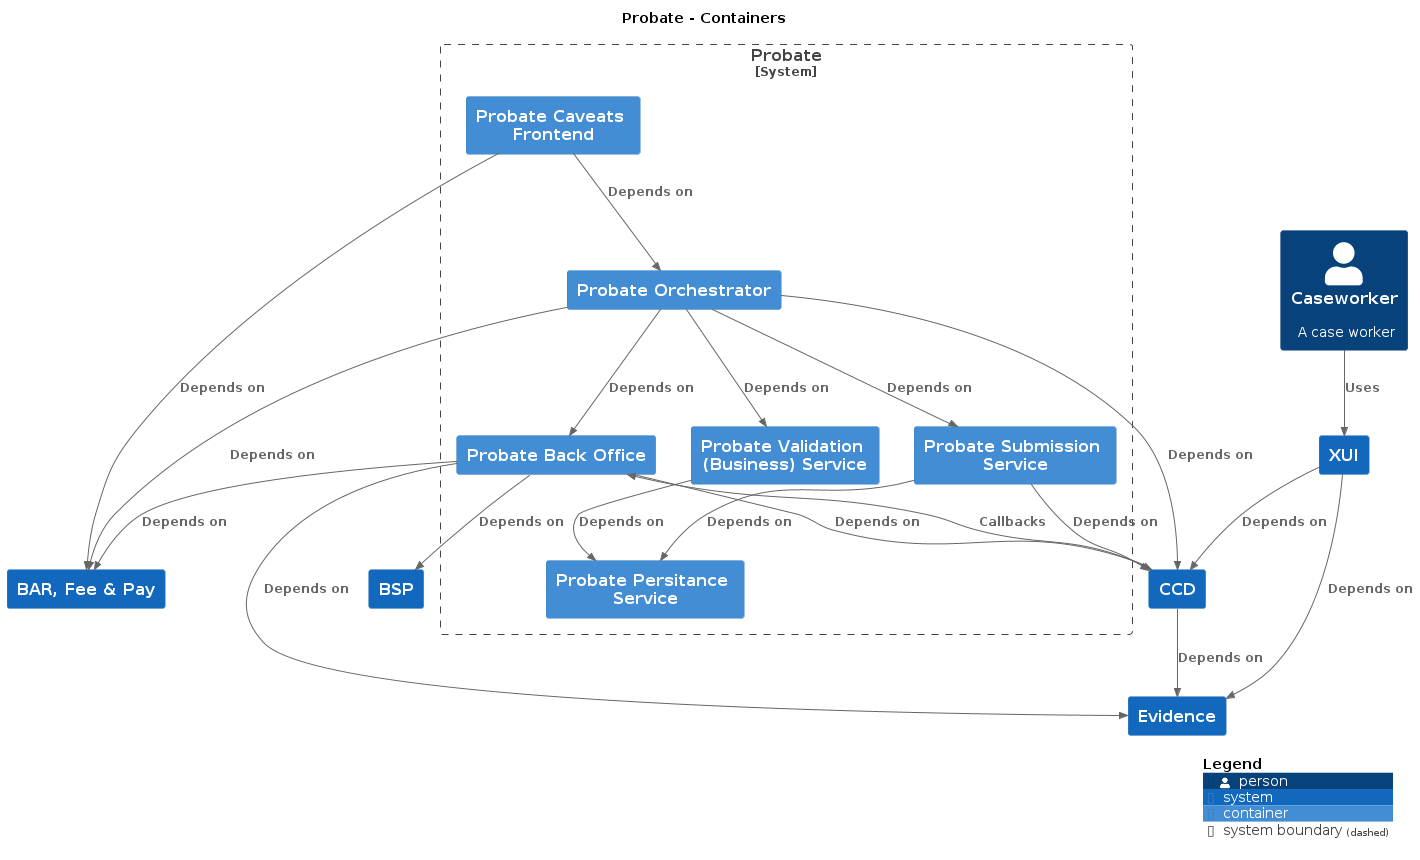 Probate - Containers
Probate
[System]
Probate Caveats
Frontend
Depends on
Probate Orchestrator
Caseworker
A case worker
Depends on
Depends on
Depends on
Depends on
Uses
Probate Back Office
Probate Validation
(Business) Service
Probate Submission
Service
Depends on
Depends on
XUI
Depends on
Depends on
Depends on
Depends on
Depends on
Callbacks
Depends on
Depends on
BAR, Fee & Pay
Depends on
BSP
Probate Persitance
Service
CCD
Depends on
Depends on
Evidence
Legend
person
system
container
system boundary (dashed)